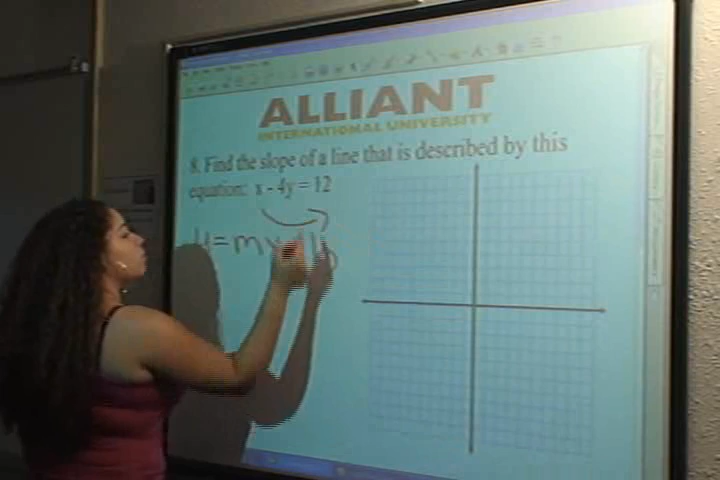 ALLIANT
INTERNATIONAL UNIVERSITY
8. Find the slope of a line that is described by this
equation: x - 4y = 12
y = mx + b